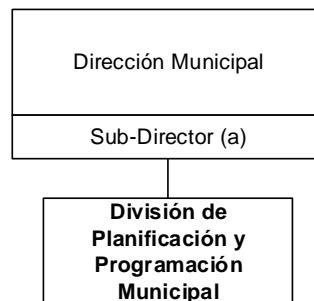 Dirección Municipal
Sub-Director (a)
División de
Planificación y
Programación
Municipal